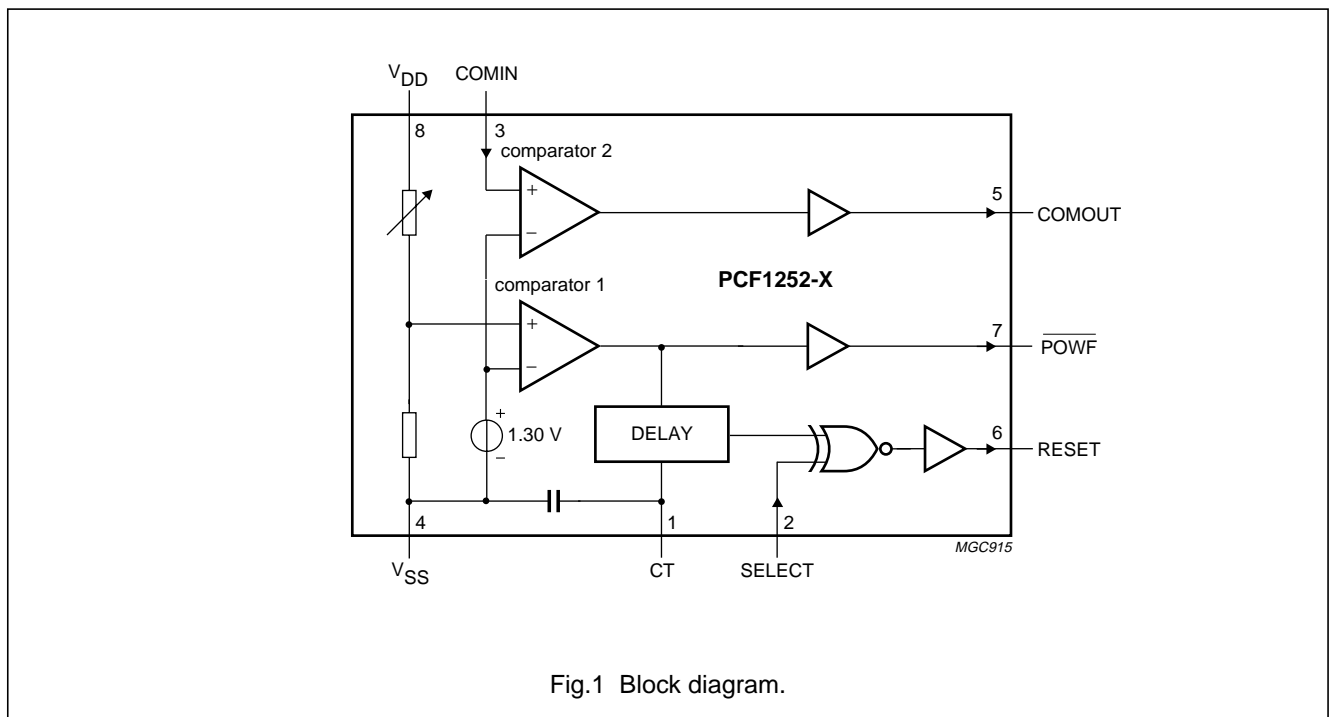 VDD COMIN
8 3
comparator 2
+
−
5
COMOUT
PCF1252-X
comparator 1
+
−
7
POWF
+
1.30 V
−
DELAY
6
RESET
4 1 2
MGC915
VSS CT SELECT
Fig.1 Block diagram.